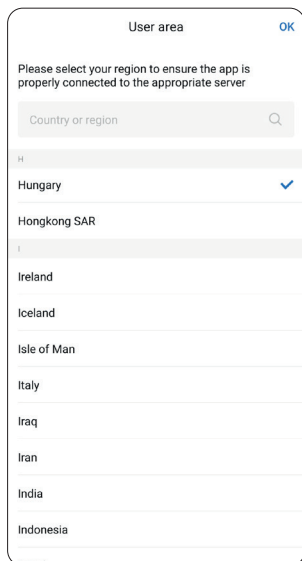 User area
OK
Please select your region to ensure the app is
properly connected to the appropriate server
Country or region
H
Hungary
Hongkong SAR
I
Ireland
Iceland
Isle of Man
Italy
Iraq
Iran
India
Indonesia